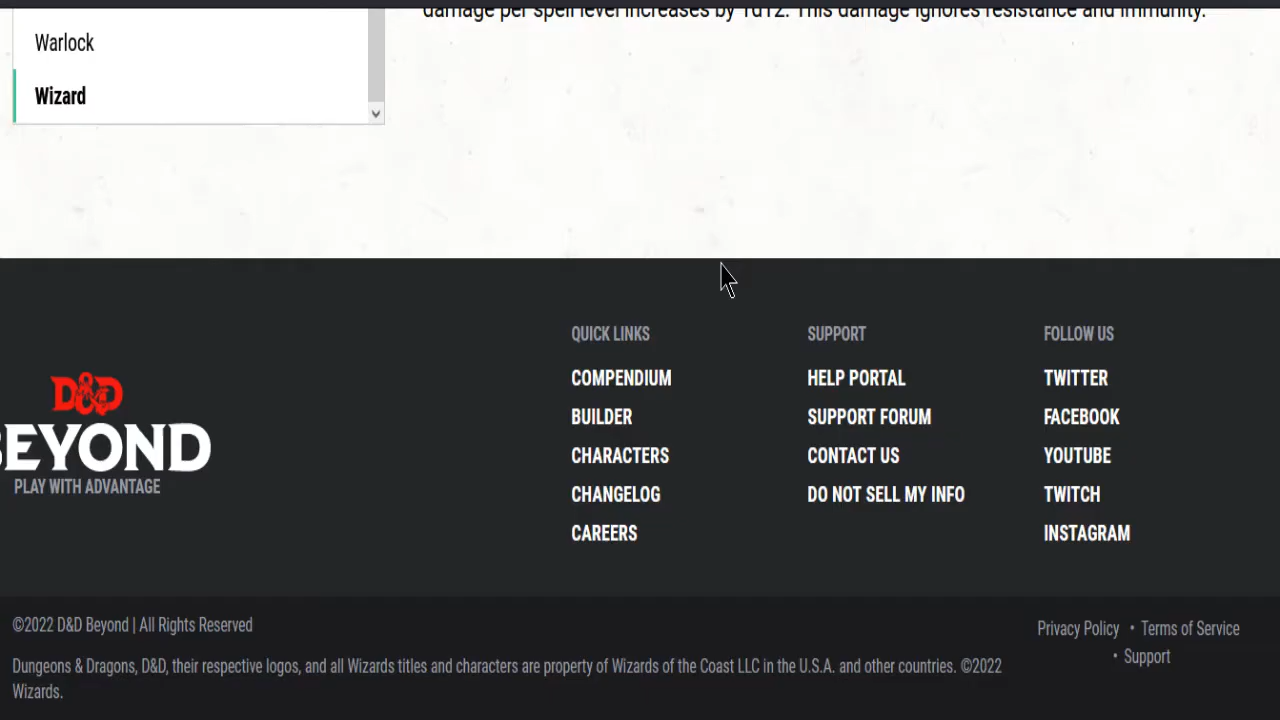 damage per spell level increases by 1d12. This damage ignores resistance and immunity.
Warlock
Wizard
QUICK LINKS
COMPENDIUM
BUILDER
CHARACTERS
CHANGELOG
CAREERS
SUPPORT
HELP PORTAL
SUPPORT FORUM
CONTACT US
DO NOT SELL MY INFO
FOLLOW US
TWITTER
FACEBOOK
YOUTUBE
TWITCH
INSTAGRAM
D&D
BEYOND
PLAY WITH ADVANTAGE
©2022 D&D Beyond | All Rights Reserved
Dungeons & Dragons, D&D, their respective logos, and all Wizards titles and characters are property of Wizards of the Coast LLC in the U.S.A. and other countries. ©2022
Wizards.
Privacy Policy • Terms of Service
• Support